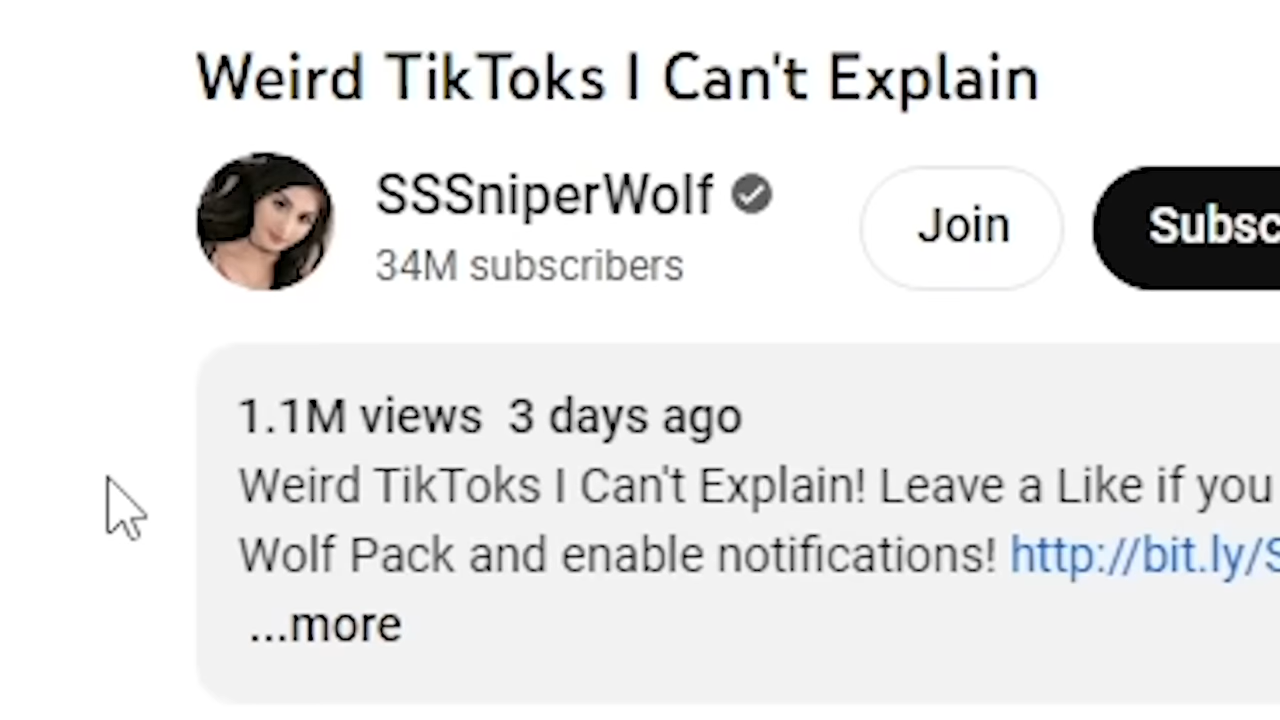 Weird TikToks I Can't Explain
SSSniperWolf
34M subscribers
Join
Subsc
1.1M views 3 days ago
Weird TikToks I Can't Explain! Leave a Like if you
Wolf Pack and enable notifications! http://bit.ly/S
...more